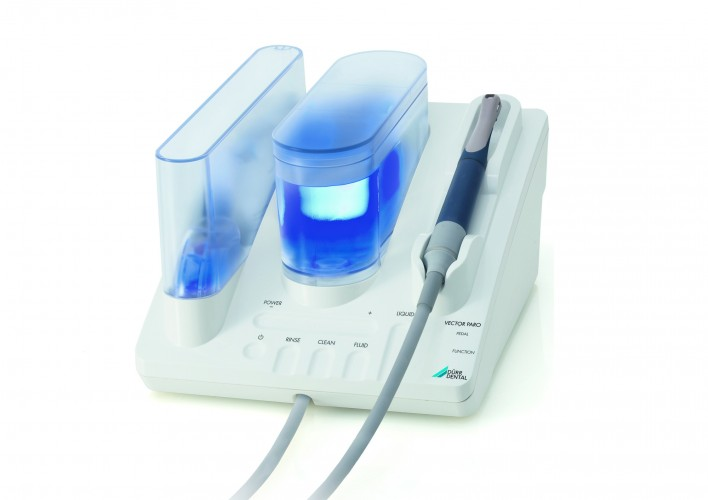 POWER
+
LIQUID
RINSE
CLEAN
FLUID
VECTOR PARO
PEDAL
FUNCTION
DÜRR
DENTAL